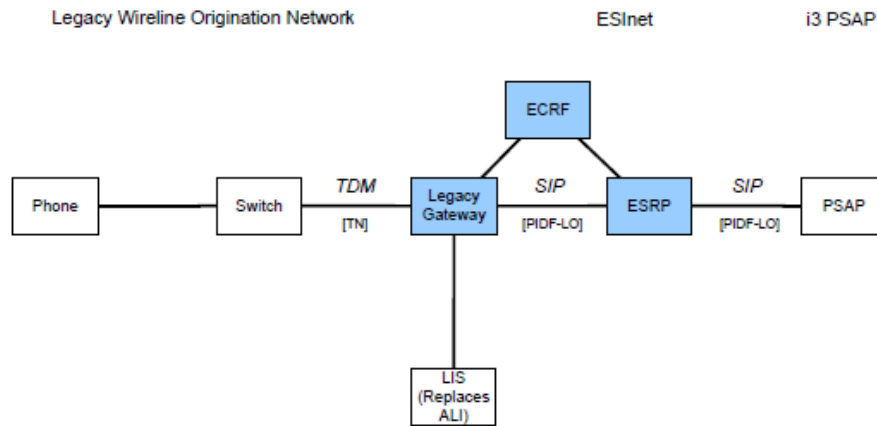 Legacy Wireline Origination Network
ESInet
i3 PSAP
ECRF
Phone
Switch
TDM
[TN]
Legacy
Gateway
SIP
[PIDF-LO]
ESRP
SIP
[PIDF-LO]
PSAP
LIS
(Replaces
ALI)